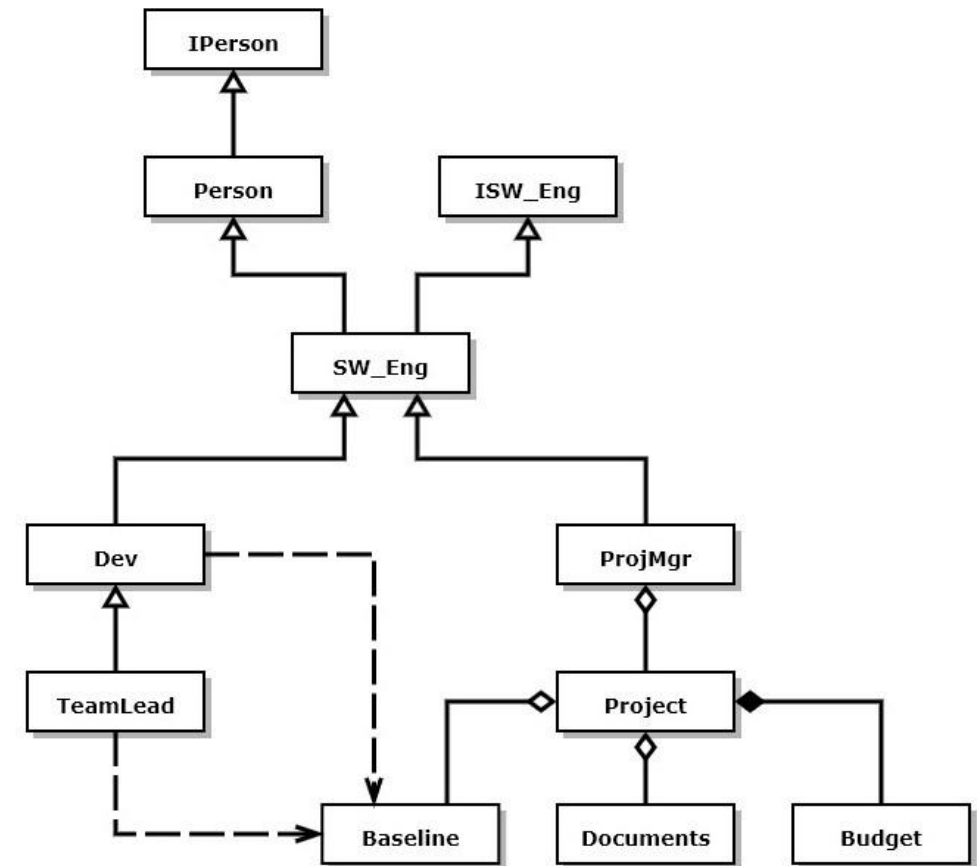 IPerson
Person
ISW_Eng
SW_Eng
Dev
ProjMgr
TeamLead
Project
Baseline
Documents
Budget